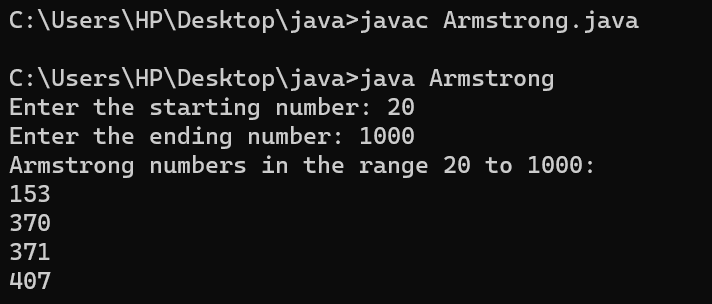 C:\Users\HP\Desktop\java>javac Armstrong.java
C:\Users\HP\Desktop\java>java Armstrong
Enter the starting number: 20
Enter the ending number: 1000
Armstrong numbers in the range 20 to 1000:
153
370
371
407